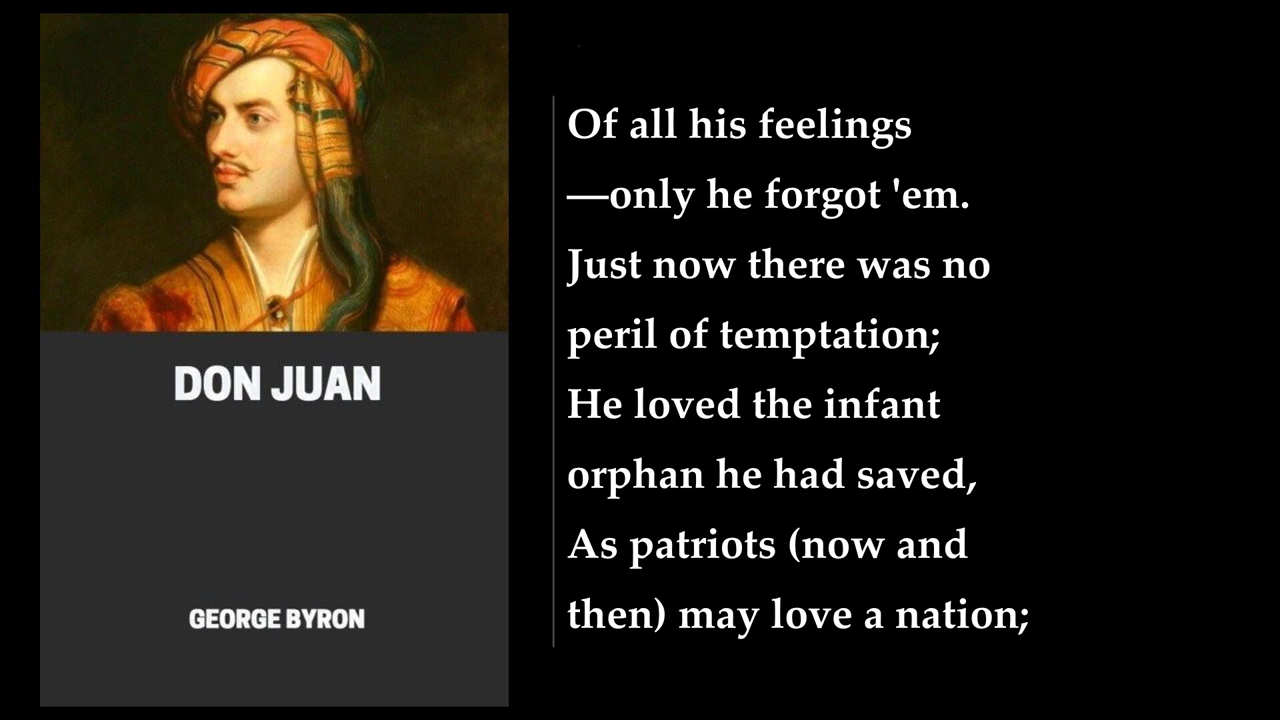 DON JUAN
GEORGE BYRON
Of all his feelings
—only he forgot 'em.
Just now there was no
peril of temptation;
He loved the infant
orphan he had saved,
As patriots (now and
then) may love a nation;